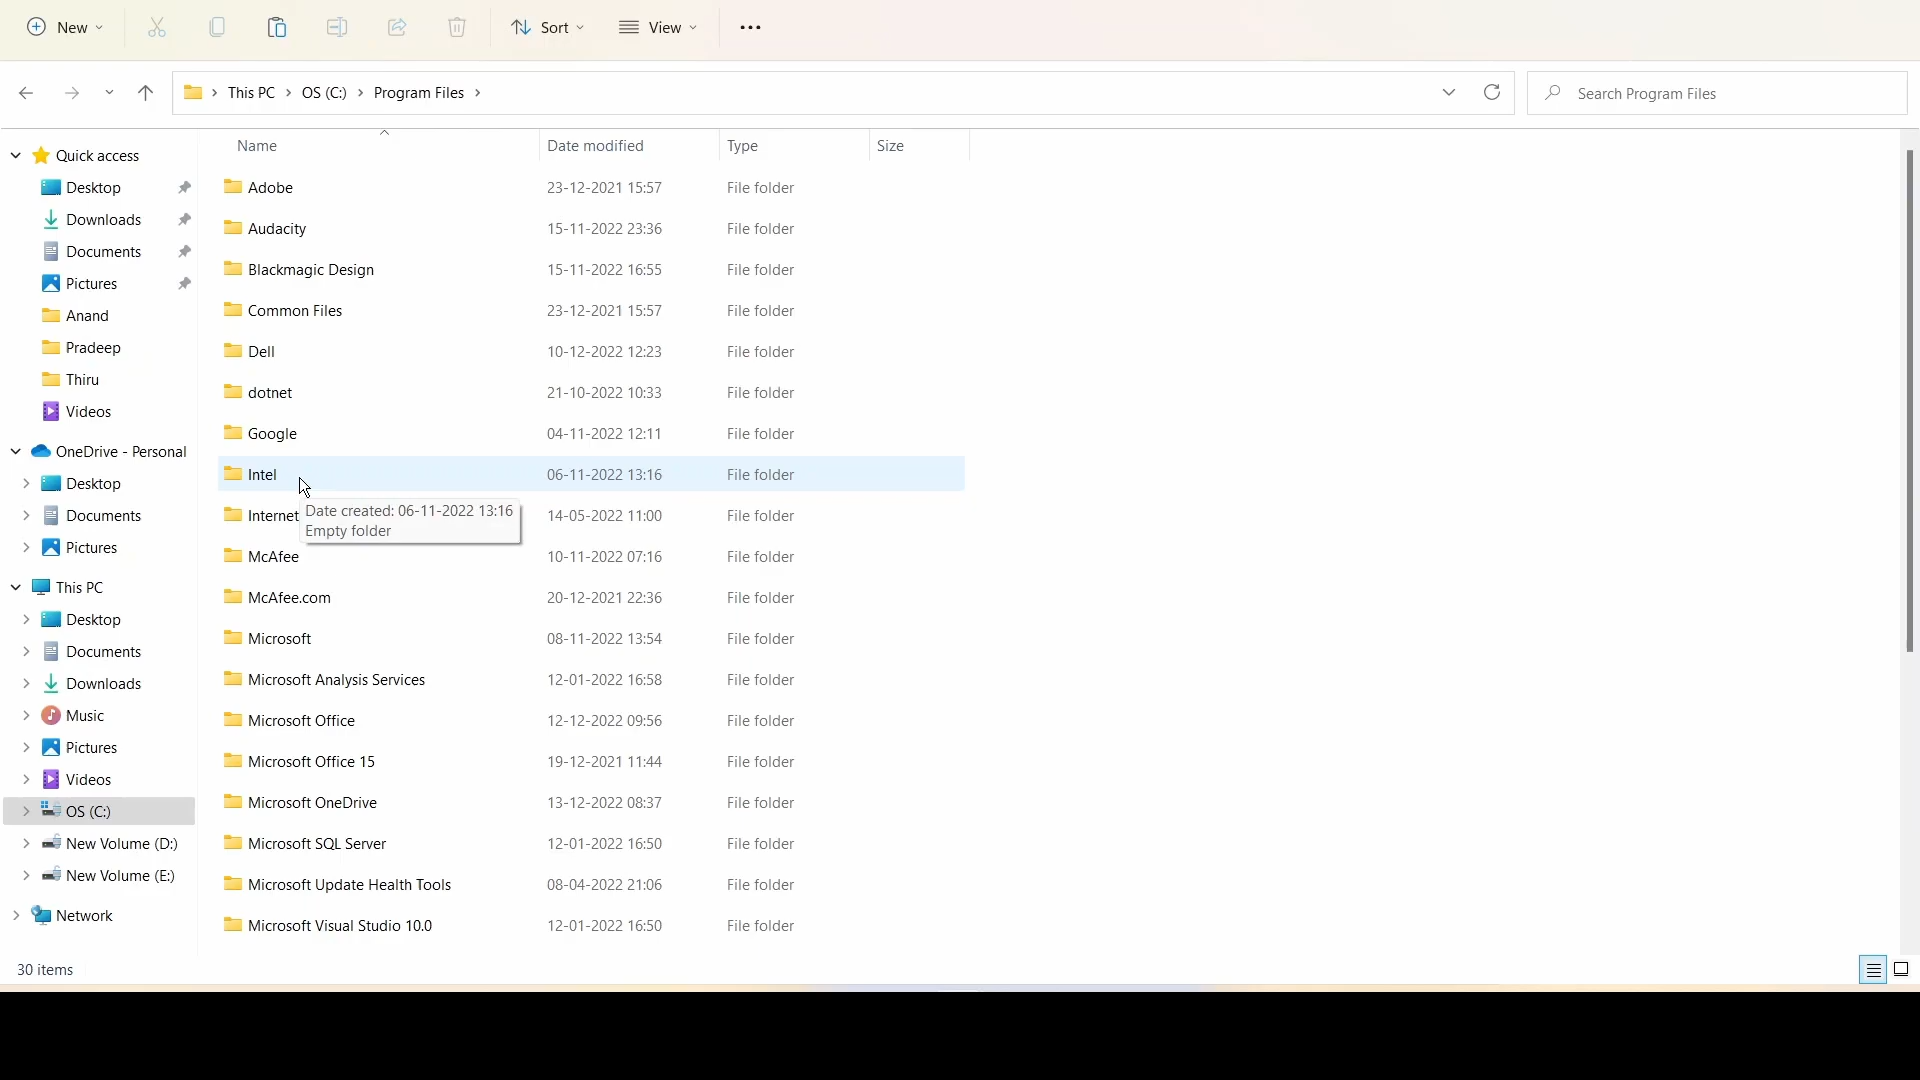 New
Sort
View
This PC
OS (C:)
Program Files
Search Program Files
Name
Date modified
Type
Size
Quick access
Desktop
Downloads
Documents
Pictures
Anand
Pradeep
Thiru
Videos
OneDrive - Personal
Desktop
Documents
Pictures
This PC
Desktop
Documents
Downloads
Music
Pictures
Videos
OS (C:)
New Volume (D:)
New Volume (E:)
Network
Adobe 23-12-2021 15:57 File folder
Audacity 15-11-2022 23:36 File folder
Blackmagic Design 15-11-2022 16:55 File folder
Common Files 23-12-2021 15:57 File folder
Dell 10-12-2022 12:23 File folder
dotnet 21-10-2022 10:33 File folder
Google 04-11-2022 12:11 File folder
Intel 06-11-2022 13:16 File folder
Date created: 06-11-2022 13:16
Empty folder
Internet 14-05-2022 11:00 File folder
McAfee 10-11-2022 07:16 File folder
McAfee.com 20-12-2021 22:36 File folder
Microsoft 08-11-2022 13:54 File folder
Microsoft Analysis Services 12-01-2022 16:58 File folder
Microsoft Office 12-12-2022 09:56 File folder
Microsoft Office 15 19-12-2021 11:44 File folder
Microsoft OneDrive 13-12-2022 08:37 File folder
Microsoft SQL Server 12-01-2022 16:50 File folder
Microsoft Update Health Tools 08-04-2022 21:06 File folder
Microsoft Visual Studio 10.0 12-01-2022 16:50 File folder
30 items